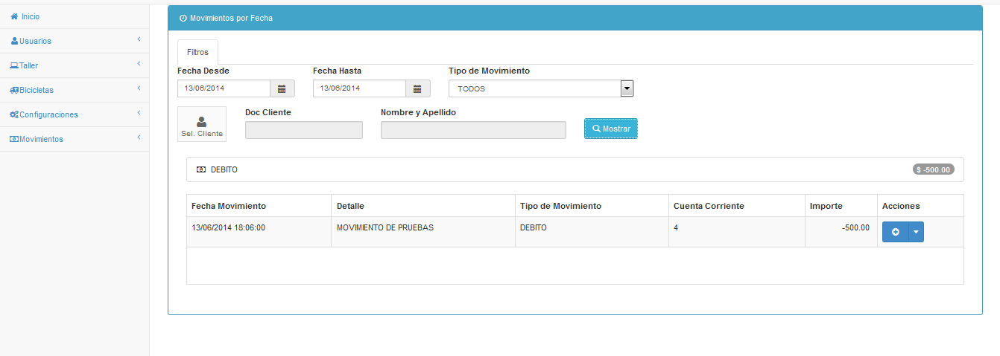 Inicio
Usuarios
Taller
Bicicletas
Configuraciones
Movimientos
Movimientos por Fecha
Filtros
Fecha Desde Fecha Hasta Tipo de Movimiento
13/06/2014 13/06/2014 TODOS
Sel. Cliente Doc Cliente Nombre y Apellido
Mostrar
DEBITO $ -500.00
Fecha Movimiento Detalle Tipo de Movimiento Cuenta Corriente Importe Acciones
13/06/2014 18:06:00 MOVIMIENTO DE PRUEBAS DEBITO 4 -500.00